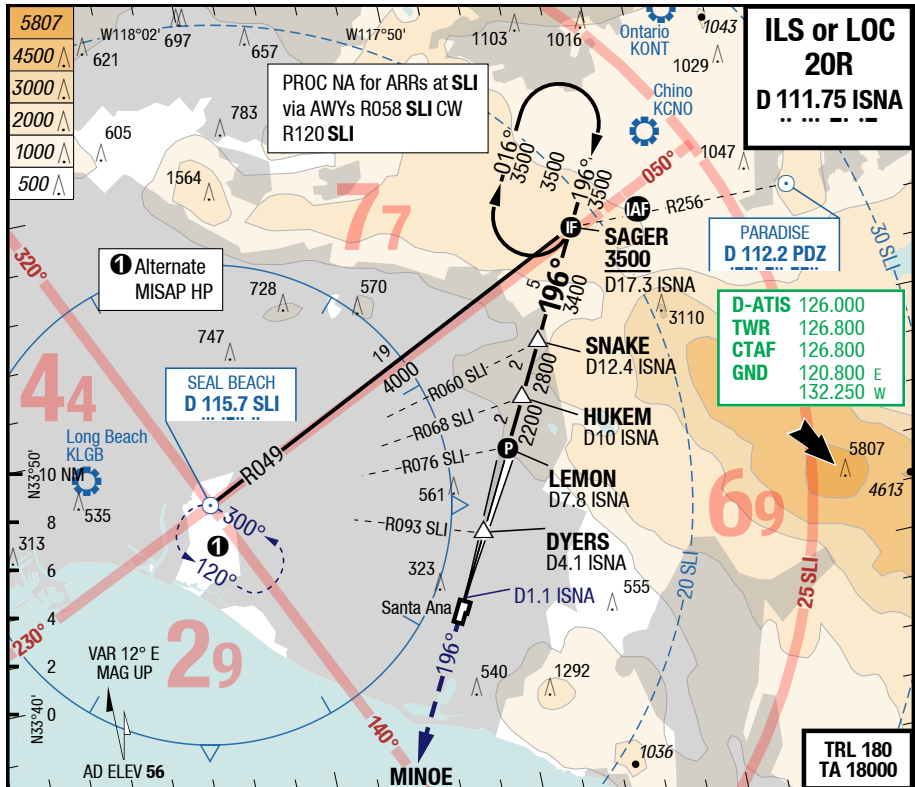 5807
4500
3000
2000
1000
500
W118°02'
697
621
657
W117°50'
1103
1016
Ontario
KONT
1043
1029
ILS or LOC
20R
D 111.75 ISNA
PROC NA for ARRs at SLI
via AWYs R058 SLI CW
R120 SLI
783
605
1564
Chino
KCNO
1047
016°
3500
3500
196°
3500
050°
77
IAF
R256
IF
SAGER
3500
D17.3 ISNA
PARADISE
D 112.2 PDZ
30 SLI
320°
1 Alternate
MISAP HP
728
570
747
5
196°
3400
3110
D-ATIS 126.000
TWR 126.800
CTAF 126.800
GND 120.800 E
132.250 W
19
4000
R060 SLI
2
2800
SNAKE
D12.4 ISNA
44
SEAL BEACH
D 115.7 SLI
R068 SLI
2
2200
HUKEM
D10 ISNA
Long Beach
KLGB
R049
R076 SLI
P
LEMON
D7.8 ISNA
5807
4613
N33°50'
10 NM
535
561
69
300°
R093 SLI
DYERS
D4.1 ISNA
8
313
1
120°
323
6
Santa Ana
D1.1 ISNA
555
20 SLI
25 SLI
4
230°
29
196°
VAR 12° E
MAG UP
2
540
1292
N33°40'
0
140°
1036
AD ELEV 56
MINOE
TRL 180
TA 18000